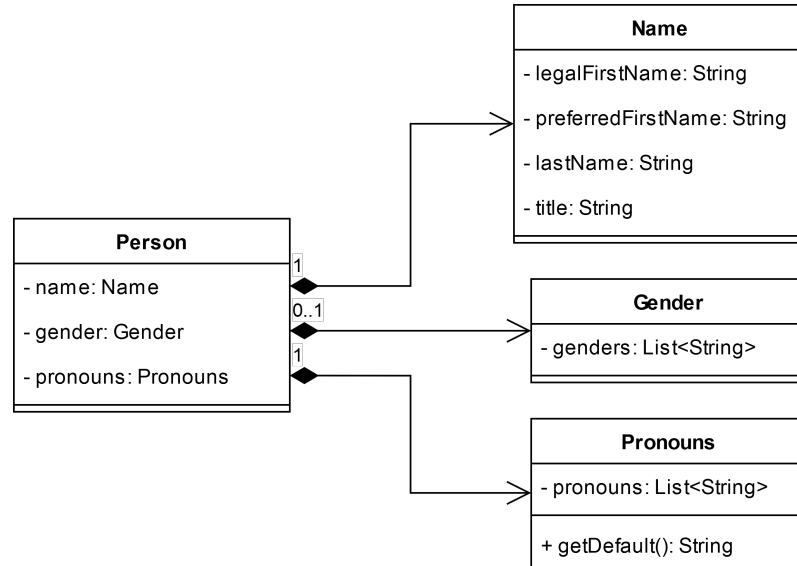 Person
- name: Name
- gender: Gender
- pronouns: Pronouns
1
0..1
1
Name
- legalFirstName: String
- preferredFirstName: String
- lastName: String
- title: String
Gender
- genders: List<String>
Pronouns
- pronouns: List<String>
+ getDefault(): String